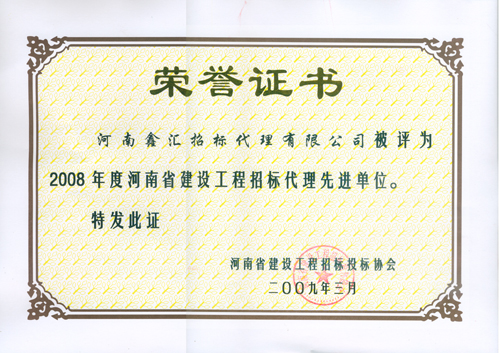 荣誉证书
河南鑫汇招标代理有限公司被评为
2008年度河南省建设工程招标代理先进单位。
特发此证
河南省建设工程招标投标协会
二〇〇九年三月